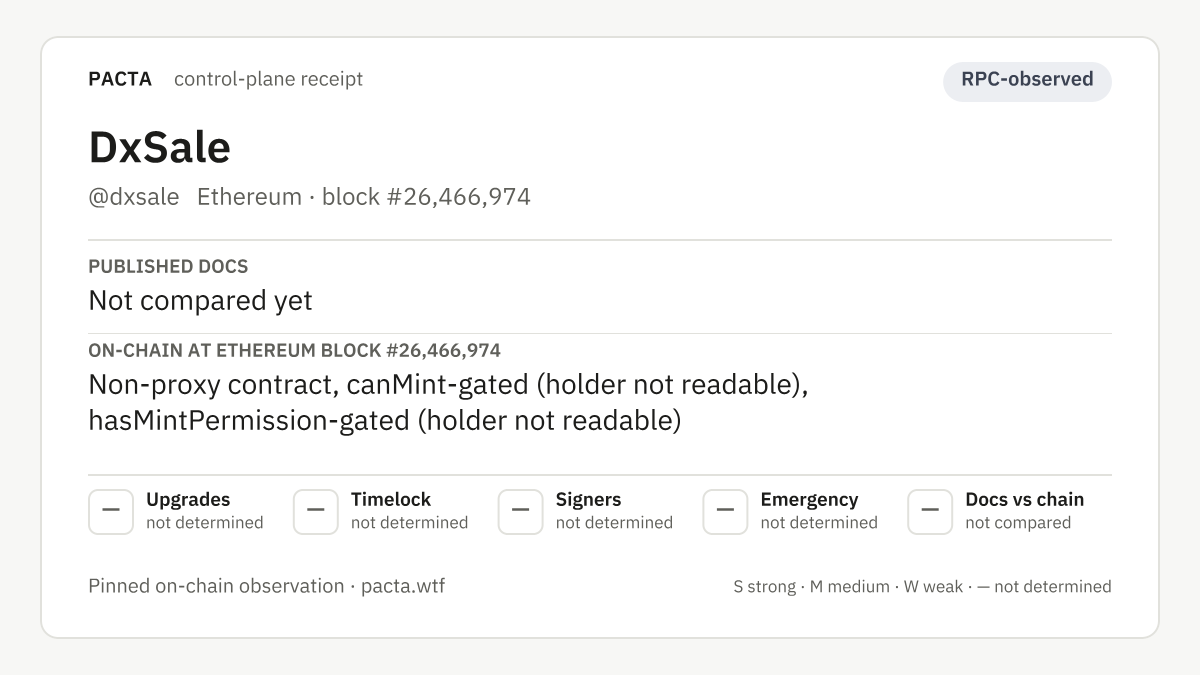 PACTA control-plane receipt
RPC-observed
DxSale
@dxsale Ethereum · block #26,466,974
PUBLISHED DOCS
Not compared yet
ON-CHAIN AT ETHEREUM BLOCK #26,466,974
Non-proxy contract, canMint-gated (holder not readable),
hasMintPermission-gated (holder not readable)
— Upgrades
not determined
— Timelock
not determined
— Signers
not determined
— Emergency
not determined
— Docs vs chain
not compared
Pinned on-chain observation · pacta.wtf
S strong · M medium · W weak · — not determined